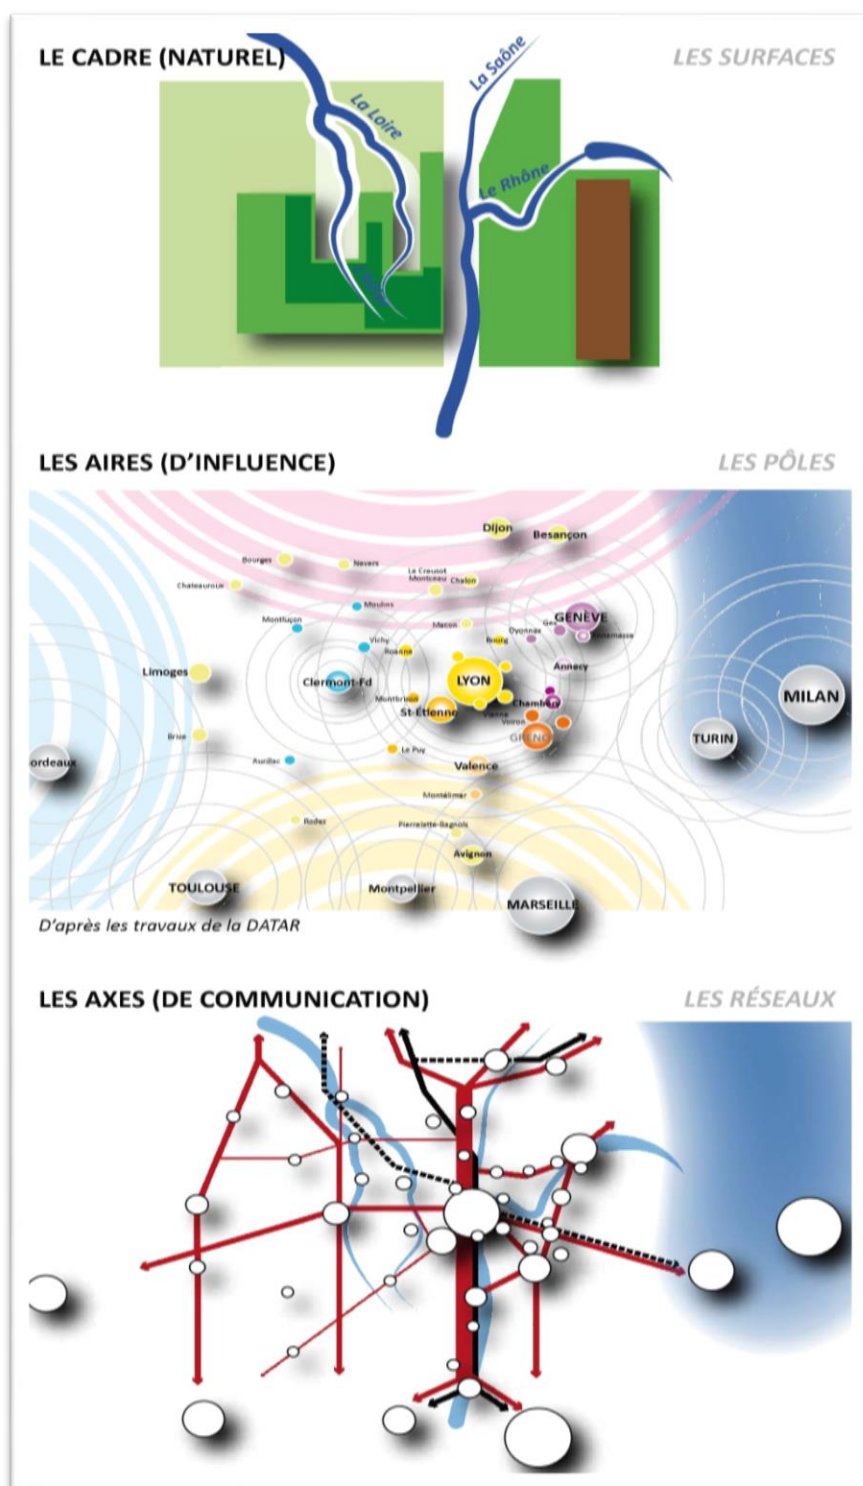 LE CADRE (NATUREL)
LES SURFACES
La Saône
La Loire
Le Rhône
LES AIRES (D'INFLUENCE)
LES PÔLES
Dijon
Besançon
Bourges
Nevers
Le Creusot
Montceau
Chalon
Chateauroux
Moulins
GENÈVE
Montluçon
Macon
Gex
Oyonnax
Annemasse
Vichy
Bourg
Roanne
Annecy
Limoges
Clermont-Fd
LYON
MILAN
Montbrison
Chambéry
St-Étienne
Vienne
Voiron
Brive
GRENO
TURIN
Le Puy
ordeaux
Aurillac
Valence
Montélimar
Rodez
Pierrelatte-Bagnols
Avignon
TOULOUSE
Montpellier
MARSEILLE
D'après les travaux de la DATAR
LES AXES (DE COMMUNICATION)
LES RÉSEAUX